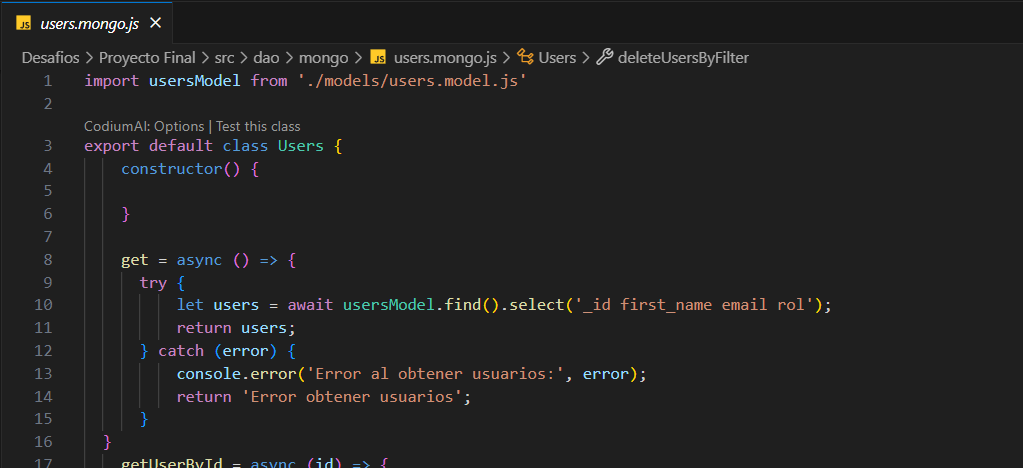 JS users.mongo.js ×
Desafios > Proyecto Final > src > dao > mongo > JS users.mongo.js > Users > deleteUsersByFilter
1 import usersModel from './models/users.model.js'
2
CodiumAI: Options | Test this class
3 export default class Users {
4 constructor() {
5
6 }
7
8 get = async () => {
9 try {
10 let users = await usersModel.find().select('_id first_name email rol');
11 return users;
12 } catch (error) {
13 console.error('Error al obtener usuarios:', error);
14 return 'Error obtener usuarios';
15 }
16 }
17 getUserById = async (id) => {